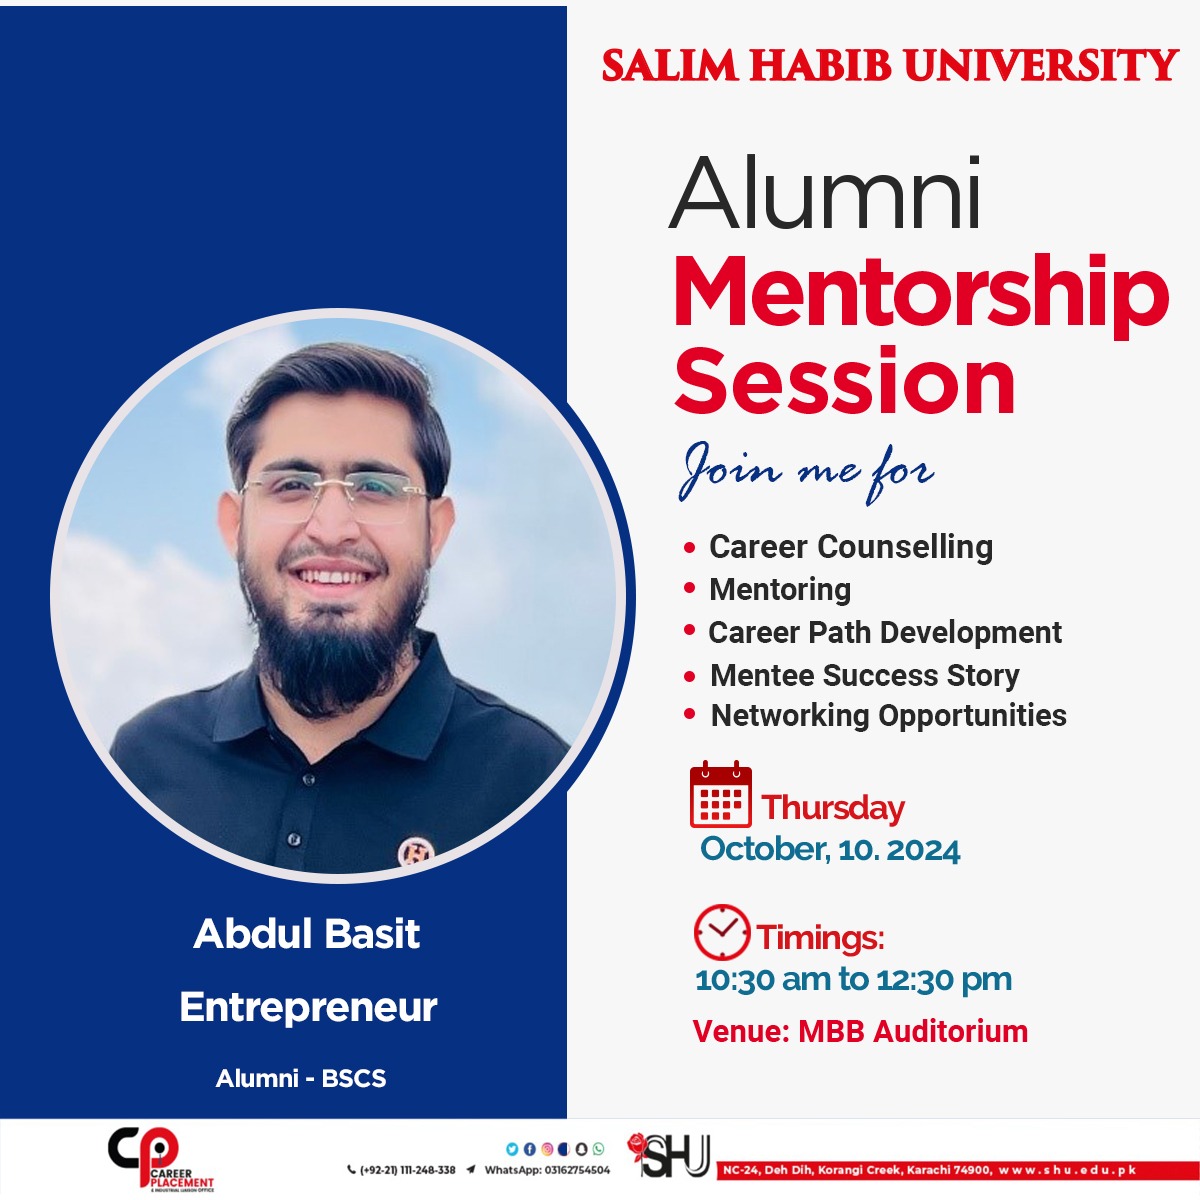 SALIM HABIB UNIVERSITY
Alumni
Mentorship
Session
Join me for
Career Counselling
Mentoring
Career Path Development
Mentee Success Story
Networking Opportunities
Thursday
October, 10. 2024
Timings:
10:30 am to 12:30 pm
Venue: MBB Auditorium
Abdul Basit
Entrepreneur
Alumni - BSCS
CP
CAREER
PLACEMENT
& INDUSTRIAL LIAISON OFFICE
(+92-21) 111-248-338
WhatsApp: 03162754504
SHU
NC-24, Deh Dih, Korangi Creek, Karachi 74900, www.shu.edu.pk